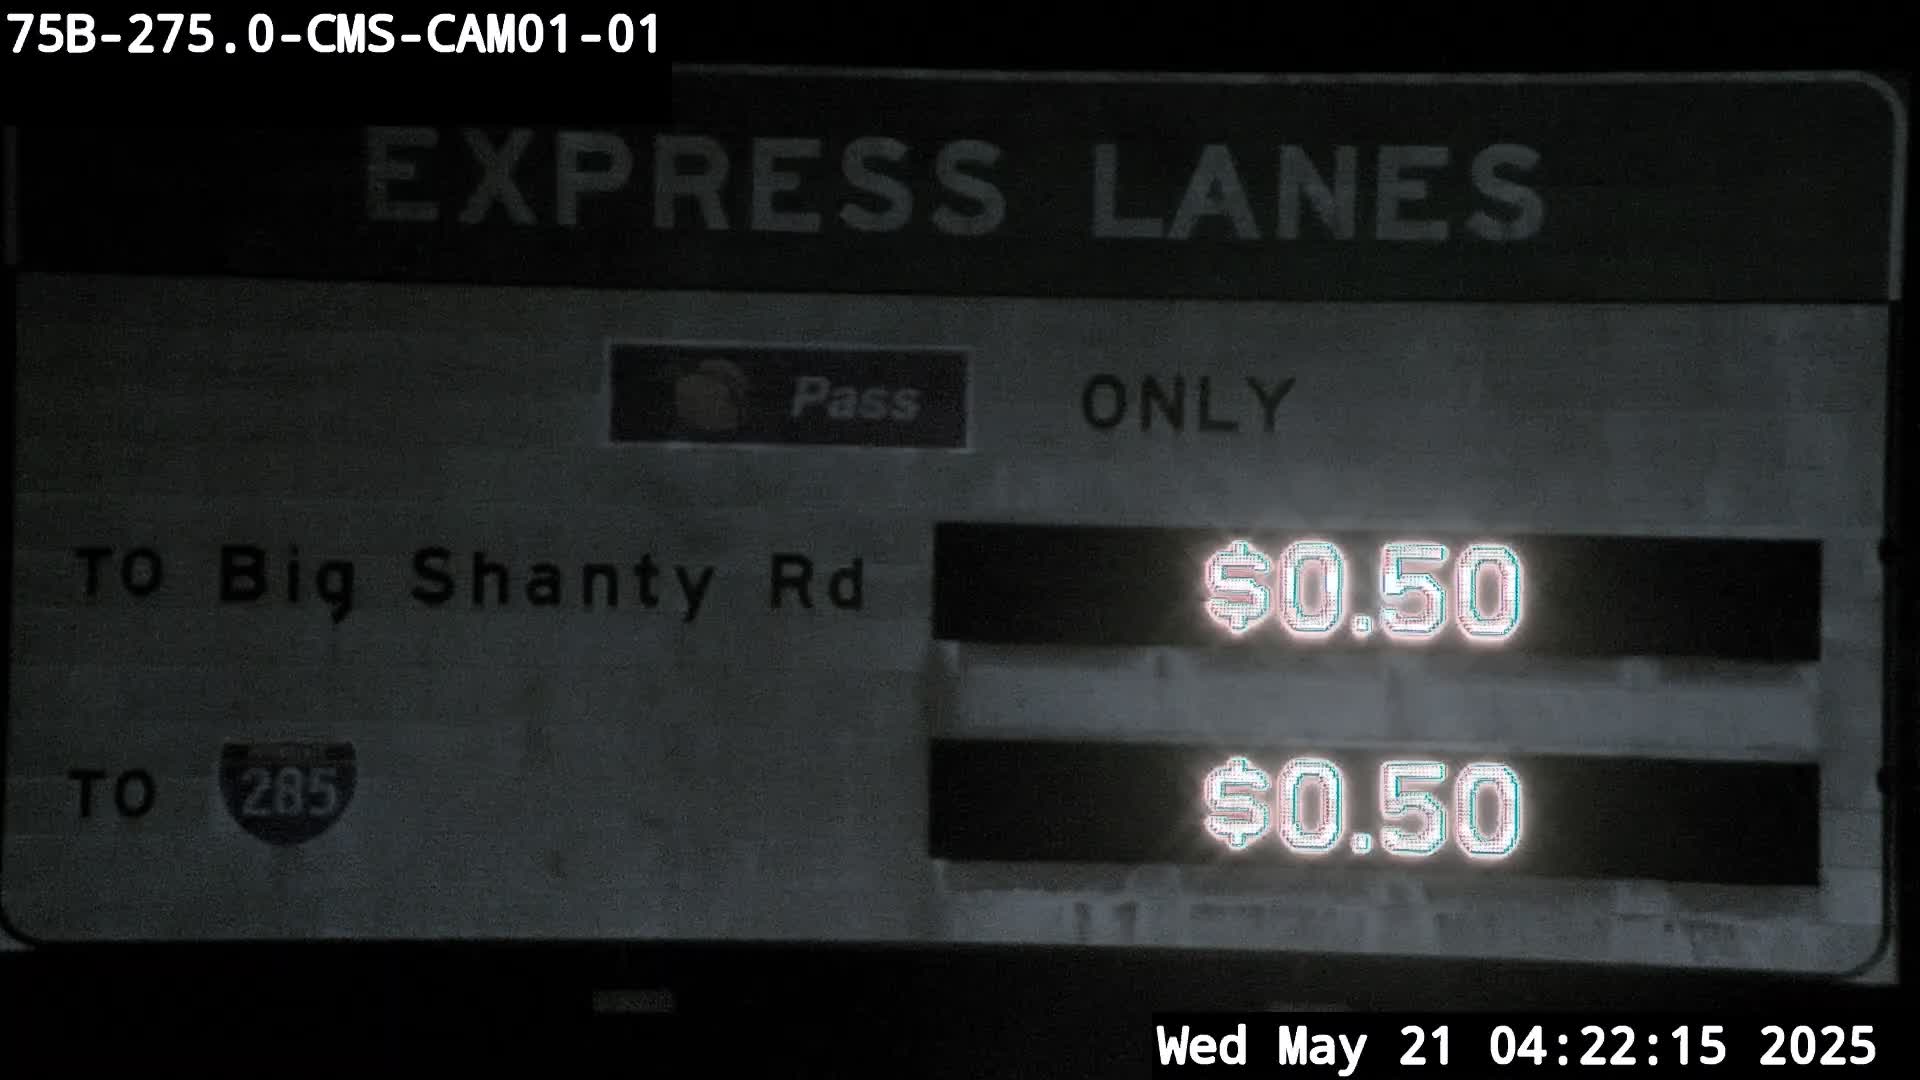 75B-275.0-CMS-CAM01-01
EXPRESS LANES
Pass ONLY
TO Big Shanty Rd $0.50
TO 285 $0.50
Wed May 21 04:22:15 2025